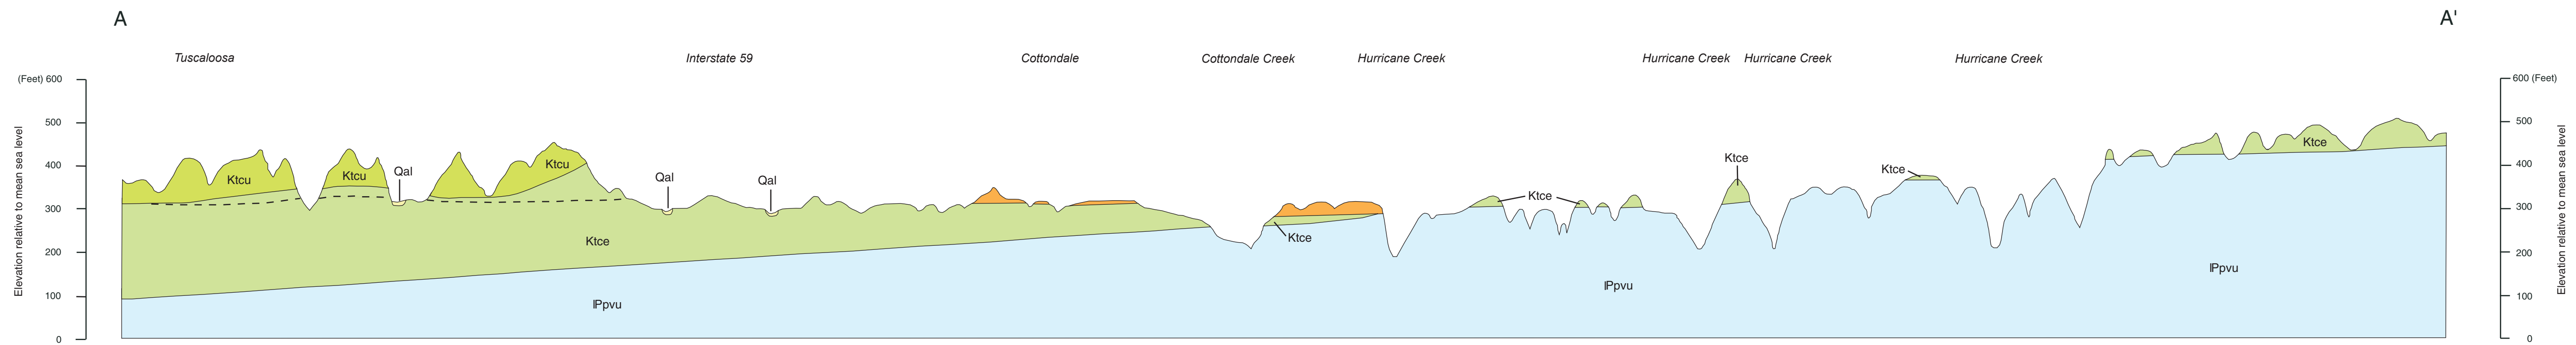 A A'
Tuscaloosa Interstate 59 Cottondale Cottondale Creek Hurricane Creek Hurricane Creek Hurricane Creek Hurricane Creek
(Feet) 600 600 (Feet)
500 500
400 400
300 300
200 200
100 100
0 0
Elevation relative to mean sea level
Elevation relative to mean sea level
Ktcu
Ktcu
Qal
Ktcu
Qal
Qal
Ktce
IPpvu
Ktce
Ktce
IPpvu
Ktce
Ktce
Ktce
IPpvu